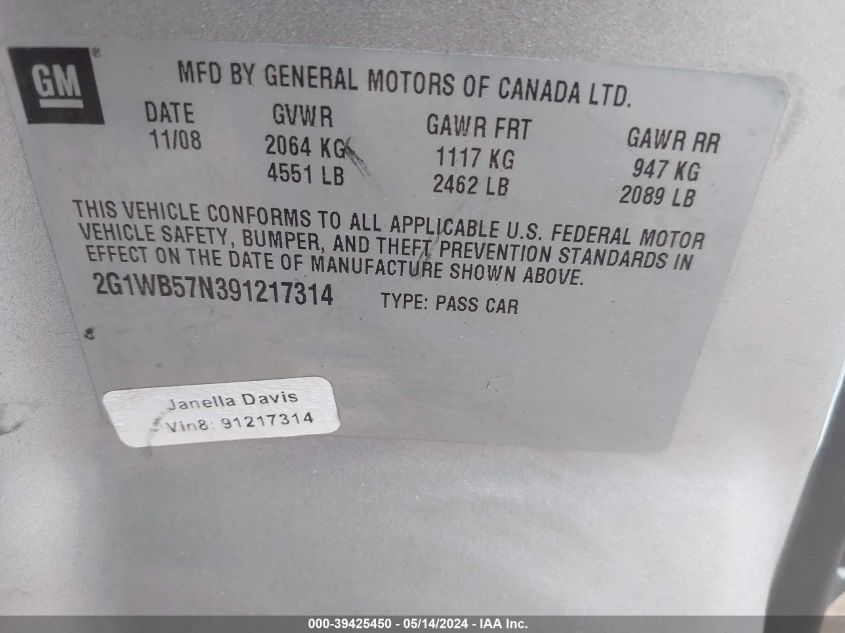 GM®
MFD BY GENERAL MOTORS OF CANADA LTD.
DATE GVWR GAWR FRT GAWR RR
11/08 2064 KG 1117 KG 947 KG
4551 LB 2462 LB 2089 LB
THIS VEHICLE CONFORMS TO ALL APPLICABLE U.S. FEDERAL MOTOR
VEHICLE SAFETY, BUMPER, AND THEFT PREVENTION STANDARDS IN
EFFECT ON THE DATE OF MANUFACTURE SHOWN ABOVE.
2G1WB57N391217314 TYPE: PASS CAR
Janella Davis
Vin8: 91217314
000-39425450 - 05/14/2024 - IAA Inc.